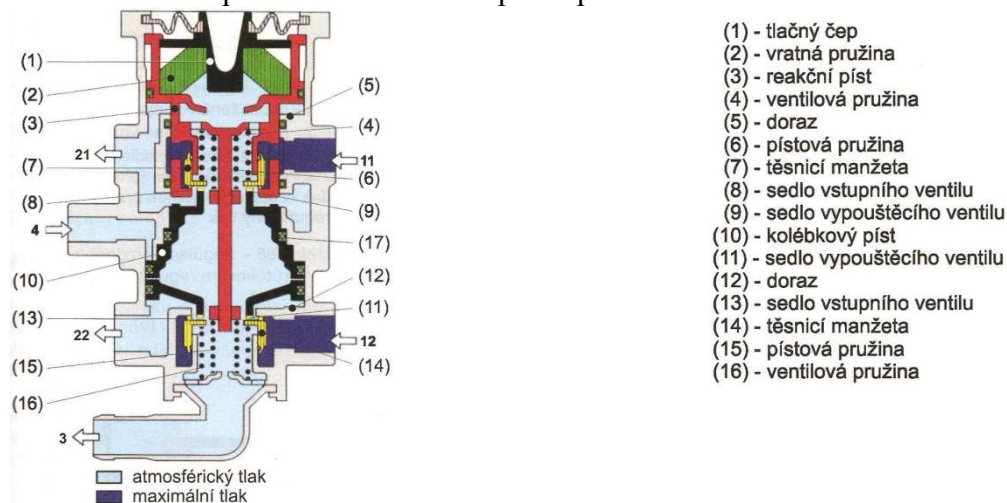 (1) - tlačný čep
(2) - vratná pružina
(3) - reakční píst
(4) - ventilová pružina
(5) - doraz
(6) - pístová pružina
(7) - těsnicí manžeta
(8) - sedlo vstupního ventilu
(9) - sedlo vypouštěcího ventilu
(10) - kolébkový píst
(11) - sedlo vypouštěcího ventilu
(12) - doraz
(13) - sedlo vstupního ventilu
(14) - těsnicí manžeta
(15) - pístová pružina
(16) - ventilová pružina
(1)
(2)
(3)
21
(7)
(8)
4
(10)
(13)
22
(15)
(16)
3
(5)
(4)
11
(6)
(9)
(17)
(12)
(11)
12
(14)
atmosférický tlak
maximální tlak